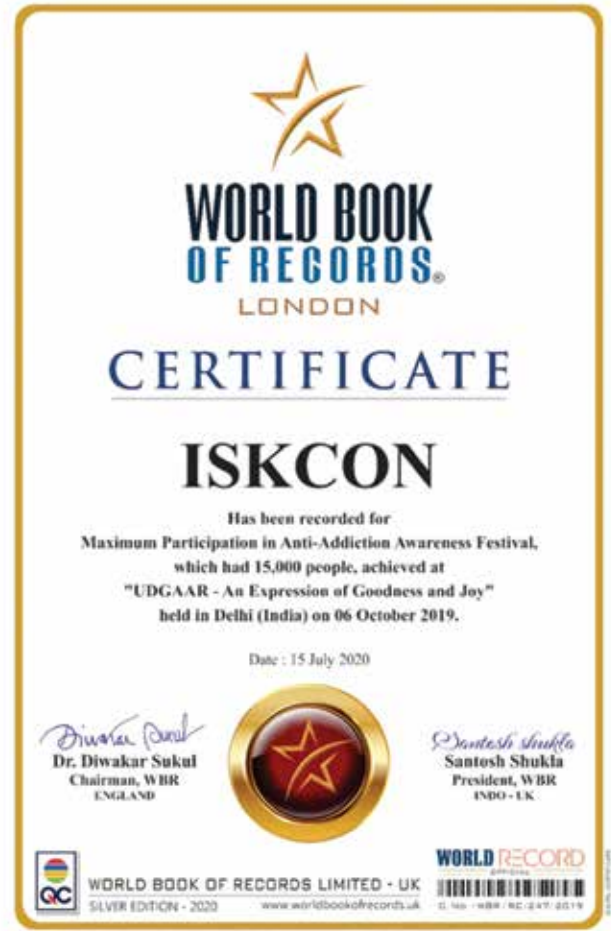 WORLD BOOK
OF RECORDS®
LONDON
CERTIFICATE
ISKCON
Has been recorded for
Maximum Participation in Anti-Addiction Awareness Festival,
which had 15,000 people, achieved at
"UDGAAR - An Expression of Goodness and Joy"
held in Delhi (India) on 06 October 2019.
Date : 15 July 2020
Santosh Shukla
Dr. Diwakar Sukul
Chairman, WBR
ENGLAND
Santosh Shukla
President, WBR
INDO - UK
QC
WORLD BOOK OF RECORDS LIMITED - UK
SILVER EDITION - 2020
www.worldbookofrecords.uk
WORLD RECORD